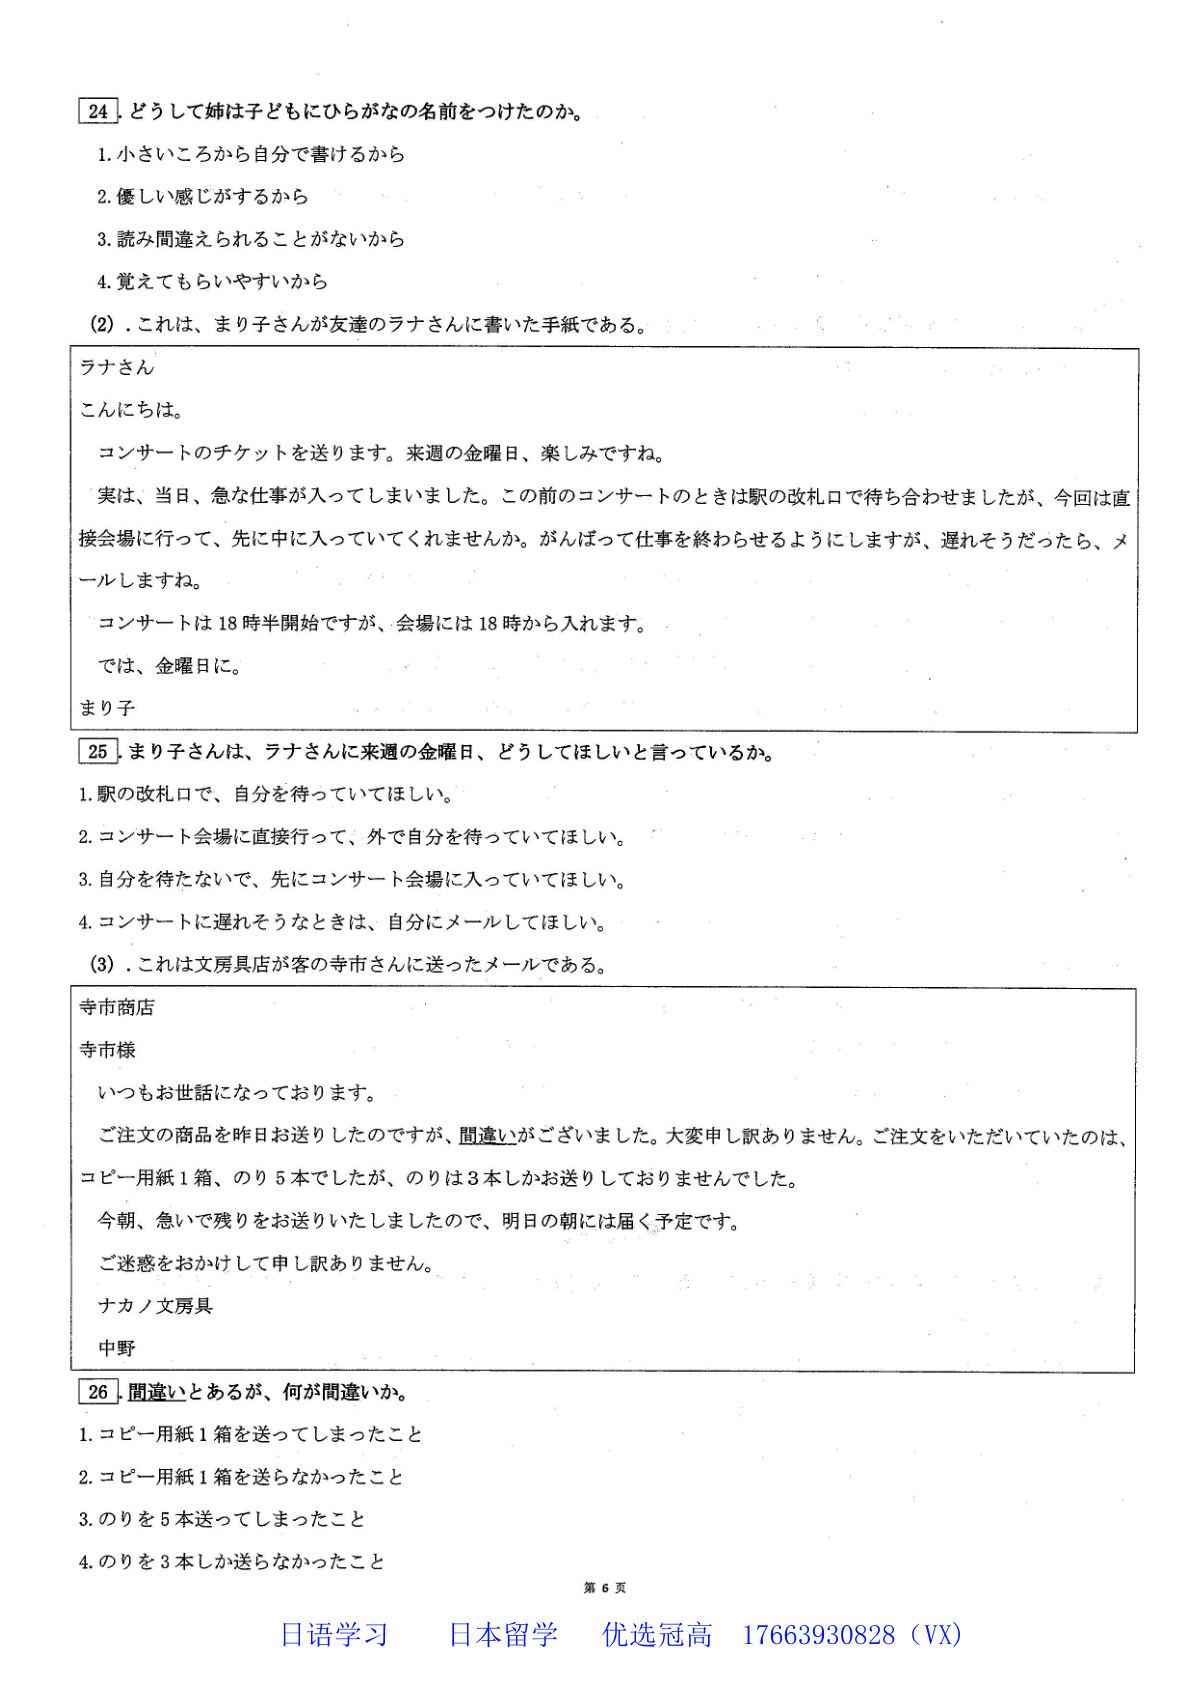 24.どうして姉は子どもにひらがなの名前をつけたのか。
1.小さいころから自分で書けるから
2.優しい感じがするから
3.読み間違えられることがないから
4.覚えてもらいやすいから
(2).これは、まり子さんが友達のラナさんに書いた手紙である。
ラナさん
こんにちは。
コンサートのチケットを送ります。来週の金曜日、楽しみですね。
実は、当日、急な仕事が入ってしまいました。この前のコンサートのときは駅の改札口で待ち合わせましたが、今回は直
接会場に行って、先に中に入っていてくれませんか。がんばって仕事を終わらせるようにしますが、遅れそうだったら、メ
ールしますね。
コンサートは18時半開始ですが、会場には18時から入れます。
では、金曜日に。
まり子
25.まり子さんは、ラナさんに来週の金曜日、どうしてほしいと言っているか。
1.駅の改札口で、自分を待っていてほしい。
2.コンサート会場に直接行って、外で自分を待っていてほしい。
3.自分を待たないで、先にコンサート会場に入っていてほしい。
4.コンサートに遅れそうなときは、自分にメールしてほしい。
(3).これは文房具店が客の寺市さんに送ったメールである。
寺市商店
寺市様
いつもお世話になっております。
ご注文の商品を昨日お送りしたのですが、間違いがございました。大変申し訳ありません。ご注文をいただいていたのは、
コピー用紙1箱、のり5本でしたが、のりは3本しかお送りしておりませんでした。
今朝、急いで残りをお送りいたしましたので、明日の朝には届く予定です。
ご迷惑をおかけして申し訳ありません。
ナカノ文房具
中野
26.間違いとあるが、何が間違いか。
1.コピー用紙1箱を送ってしまったこと
2.コピー用紙1箱を送らなかったこと
3.のりを5本送ってしまったこと
4.のりを3本しか送らなかったこと
第 6 页
日语学习 日本留学 优选冠高 17663930828（VX)